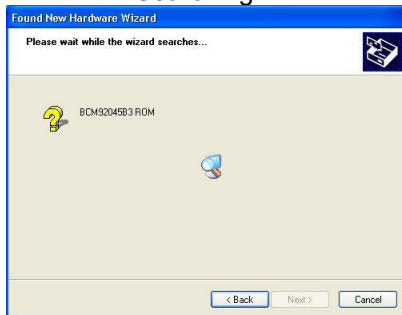 Found New Hardware Wizard
Please wait while the wizard searches...
BCM92045B3 ROM
< Back
Next >
Cancel